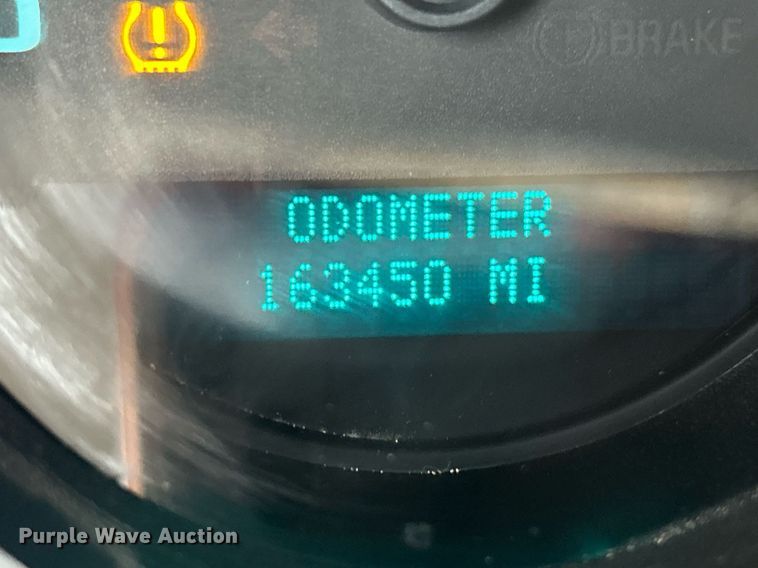 BRAKE
ODOMETER
163450 MI
Purple Wave Auction